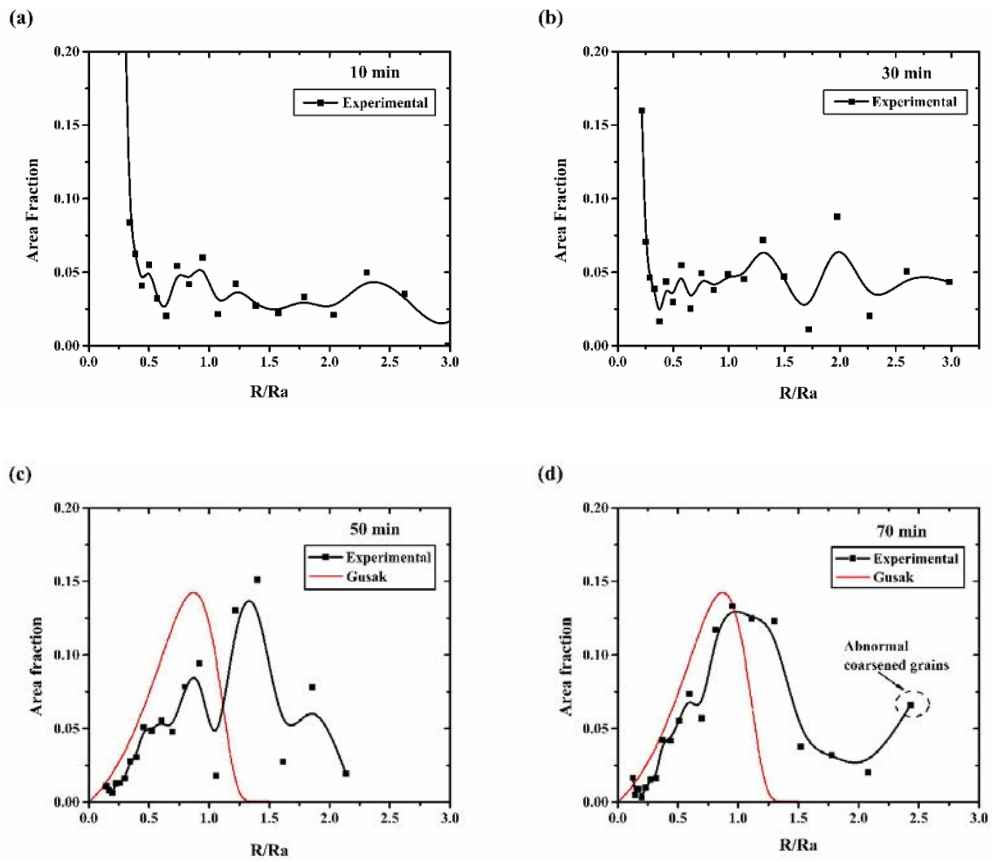 (a)
0.20
0.15
0.10
0.05
0.00
Area Fraction
10 min
Experimental
0.0 0.5 1.0 1.5 2.0 2.5 3.0
R/Ra
(b)
0.20
0.15
0.10
0.05
0.00
Area Fraction
30 min
Experimental
0.0 0.5 1.0 1.5 2.0 2.5 3.0
R/Ra
(c)
0.20
0.15
0.10
0.05
0.00
Area fraction
50 min
Experimental
Gusak
0.0 0.5 1.0 1.5 2.0 2.5 3.0
R/Ra
(d)
0.20
0.15
0.10
0.05
0.00
Area fraction
70 min
Experimental
Gusak
Abnormal
coarsened grains
0.0 0.5 1.0 1.5 2.0 2.5 3.0
R/Ra